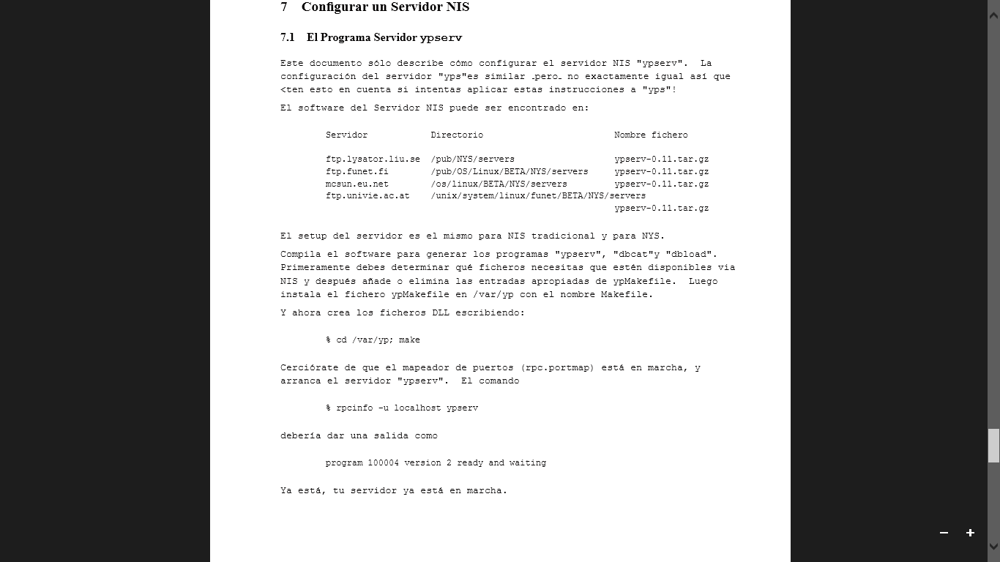 7 Configurar un Servidor NIS
7.1 El Programa Servidor ypserv
Este documento sólo describe cómo configurar el servidor NIS "ypserv". La
configuración del servidor "yps"es similar _pero_ no exactamente igual así que
<ten esto en cuenta si intentas aplicar estas instrucciones a "yps"!
El software del Servidor NIS puede ser encontrado en:
Servidor Directorio Nombre fichero
ftp.lysator.liu.se /pub/NYS/servers ypserv-0.11.tar.gz
ftp.funet.fi /pub/OS/Linux/BETA/NYS/servers ypserv-0.11.tar.gz
mcsun.eu.net /os/linux/BETA/NYS/servers ypserv-0.11.tar.gz
ftp.univie.ac.at /unix/system/linux/funet/BETA/NYS/servers
ypserv-0.11.tar.gz
El setup del servidor es el mismo para NIS tradicional y para NYS.
Compila el software para generar los programas "ypserv", "dbcat"y "dbload".
Primeramente debes determinar qué ficheros necesitas que estén disponibles via
NIS y después añade o elimina las entradas apropiadas de ypMakefile. Luego
instala el fichero ypMakefile en /var/yp con el nombre Makefile.
Y ahora crea los ficheros DLL escribiendo:
% cd /var/yp; make
Cerciórate de que el mapeador de puertos (rpc.portmap) está en marcha, y
arranca el servidor "ypserv". El comando
% rpcinfo -u localhost ypserv
debería dar una salida como
program 100004 version 2 ready and waiting
Ya está, tu servidor ya está en marcha.